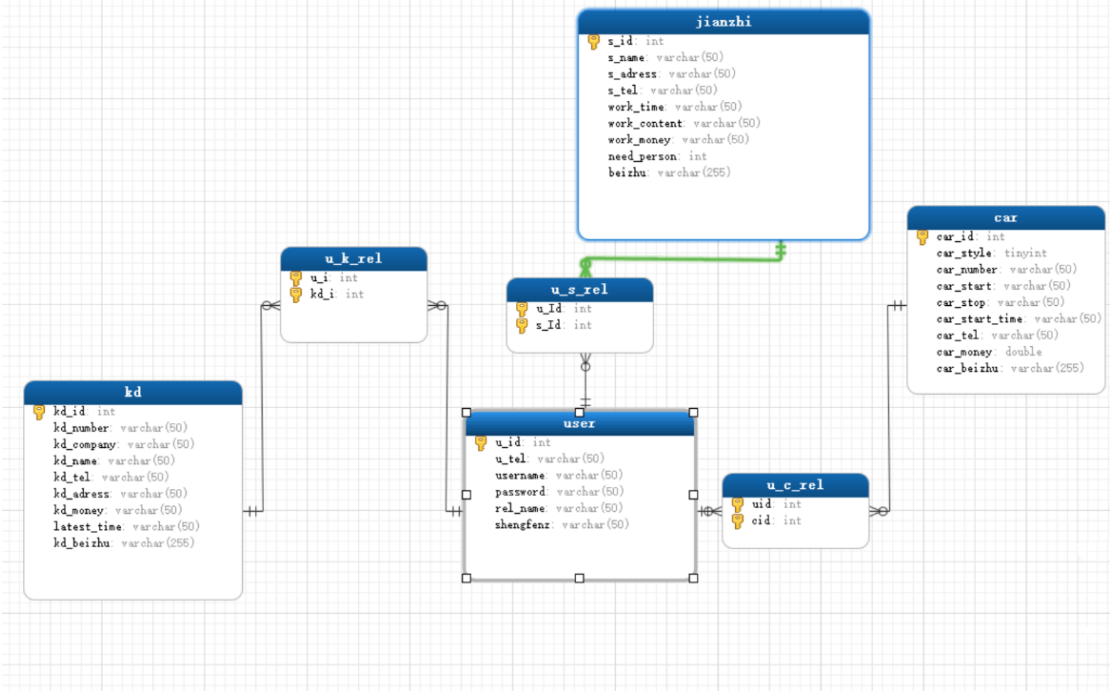 jianzhi
s_id: int
s_name: varchar(50)
s_adress: varchar(50)
s_tel: varchar(50)
work_time: varchar(50)
work_content: varchar(50)
work_money: varchar(50)
need_person: int
beizhu: varchar(255)
car
car_id: int
car_style: tinyint
car_number: varchar(50)
car_start: varchar(50)
car_stop: varchar(50)
car_start_time: varchar(50)
car_tel: varchar(50)
car_money: double
car_beizhu: varchar(255)
u_k_rel
u_i: int
kd_i: int
u_s_rel
u_Id: int
s_Id: int
kd
kd_id: int
kd_number: varchar(50)
kd_company: varchar(50)
kd_name: varchar(50)
kd_tel: varchar(50)
kd_adress: varchar(50)
kd_money: varchar(50)
latest_time: varchar(50)
kd_beizhu: varchar(255)
user
u_id: int
u_tel: varchar(50)
username: varchar(50)
password: varchar(50)
rel_name: varchar(50)
shengfenz: varchar(50)
u_c_rel
uid: int
cid: int